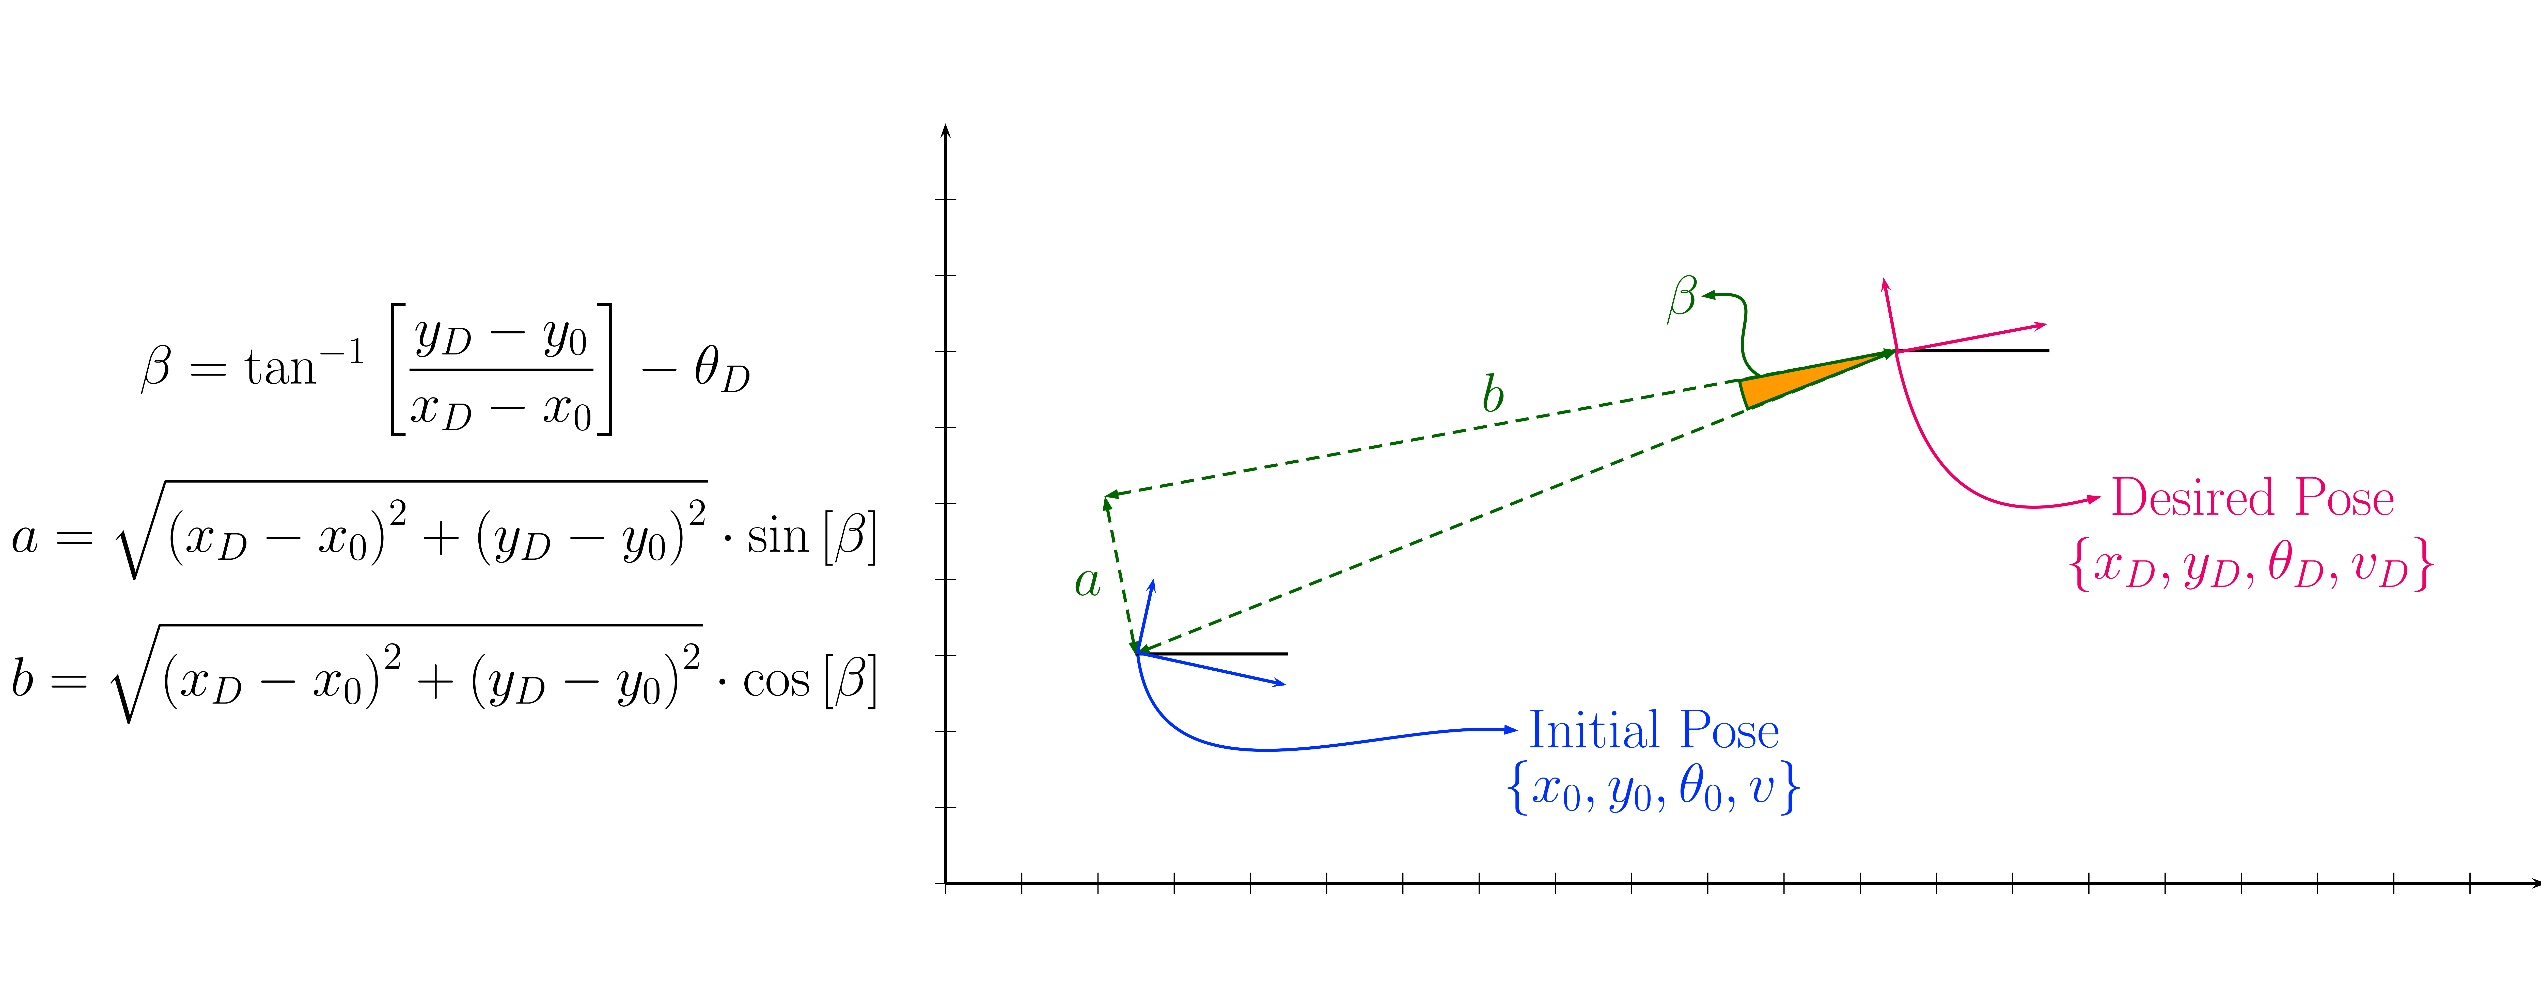 β = tan⁻¹ [(y_D − y_0)/(x_D − x_0)] − θ_D
a = √((x_D − x_0)² + (y_D − y_0)²) · sin [β]
b = √((x_D − x_0)² + (y_D − y_0)²) · cos [β]
β
b
a
Desired Pose
{x_D, y_D, θ_D, v_D}
Initial Pose
{x_0, y_0, θ_0, v}